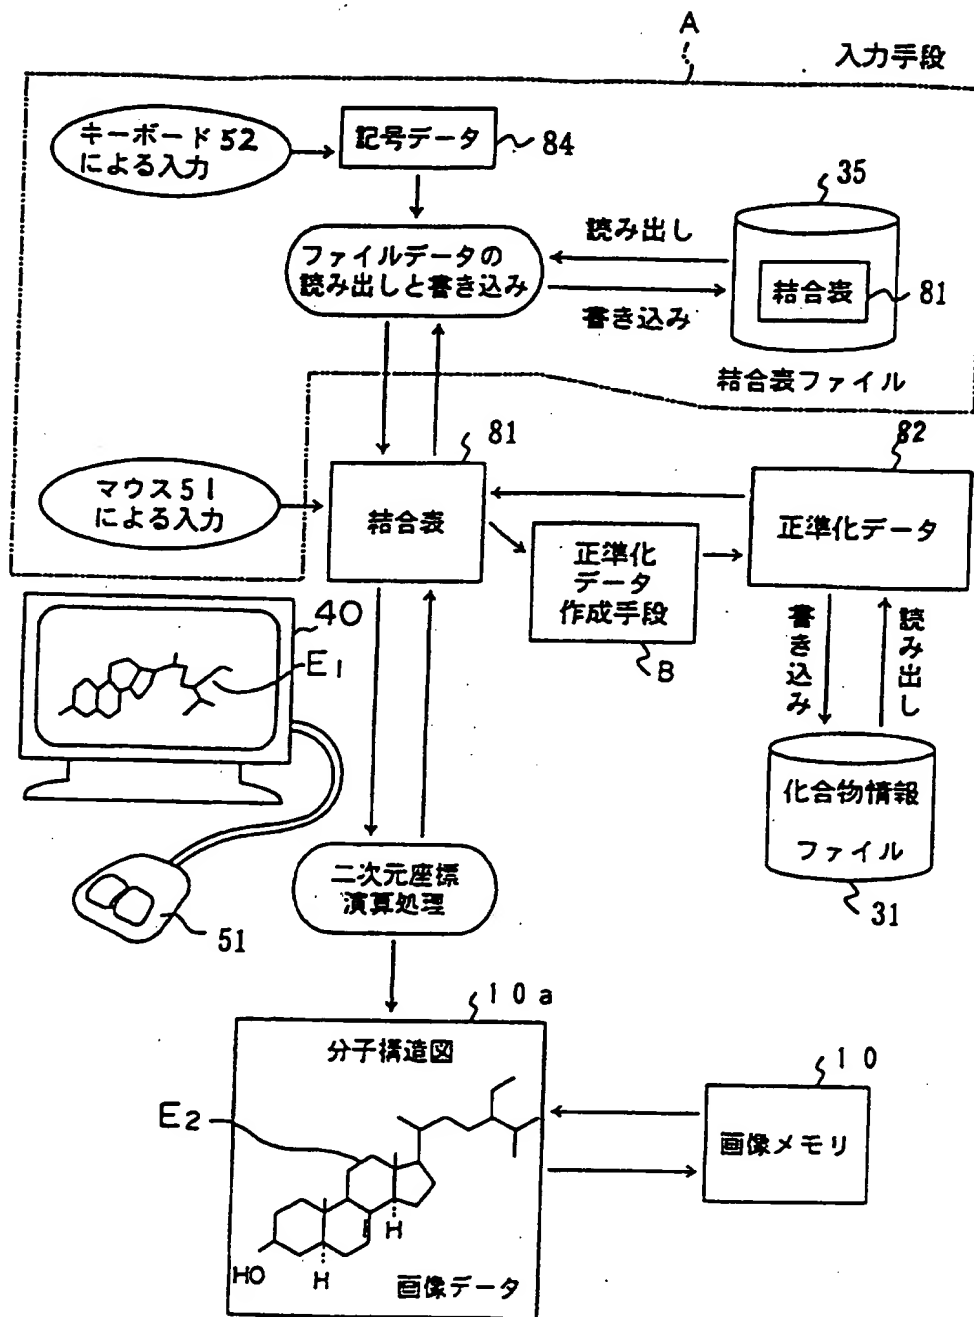 A
入力手段
キーボード52
による入力
記号データ
84
35
ファイルデータの
読み出しと書き込み
読み出し
書き込み
結合表
81
結合表ファイル
81
82
マウス51
による入力
結合表
正準化データ
正準化
データ
作成手段
B
書き込み
読み出し
40
E1
化合物情報
ファイル
31
二次元座標
演算処理
51
10a
分子構造図
10
E2
画像メモリ
H
HO
H
画像データ